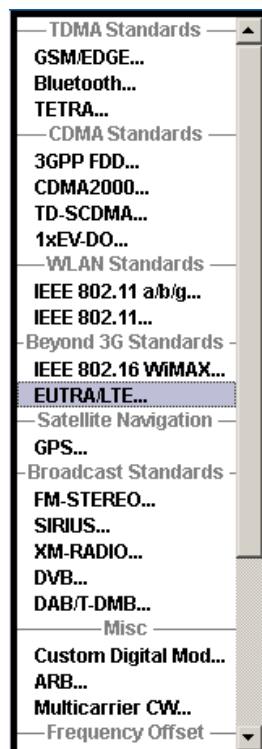 TDMA Standards
GSM/EDGE...
Bluetooth...
TETRA...
CDMA Standards
3GPP FDD...
CDMA2000...
TD-SCDMA...
1xEV-DO...
WLAN Standards
IEEE 802.11 a/b/g...
IEEE 802.11...
Beyond 3G Standards
IEEE 802.16 WiMAX...
EUTRA/LTE...
Satellite Navigation
GPS...
Broadcast Standards
FM-STEREO...
SIRIUS...
XM-RADIO...
DVB...
DAB/T-DMB...
Misc
Custom Digital Mod...
ARB...
Multicarrier CW...
Frequency Offset